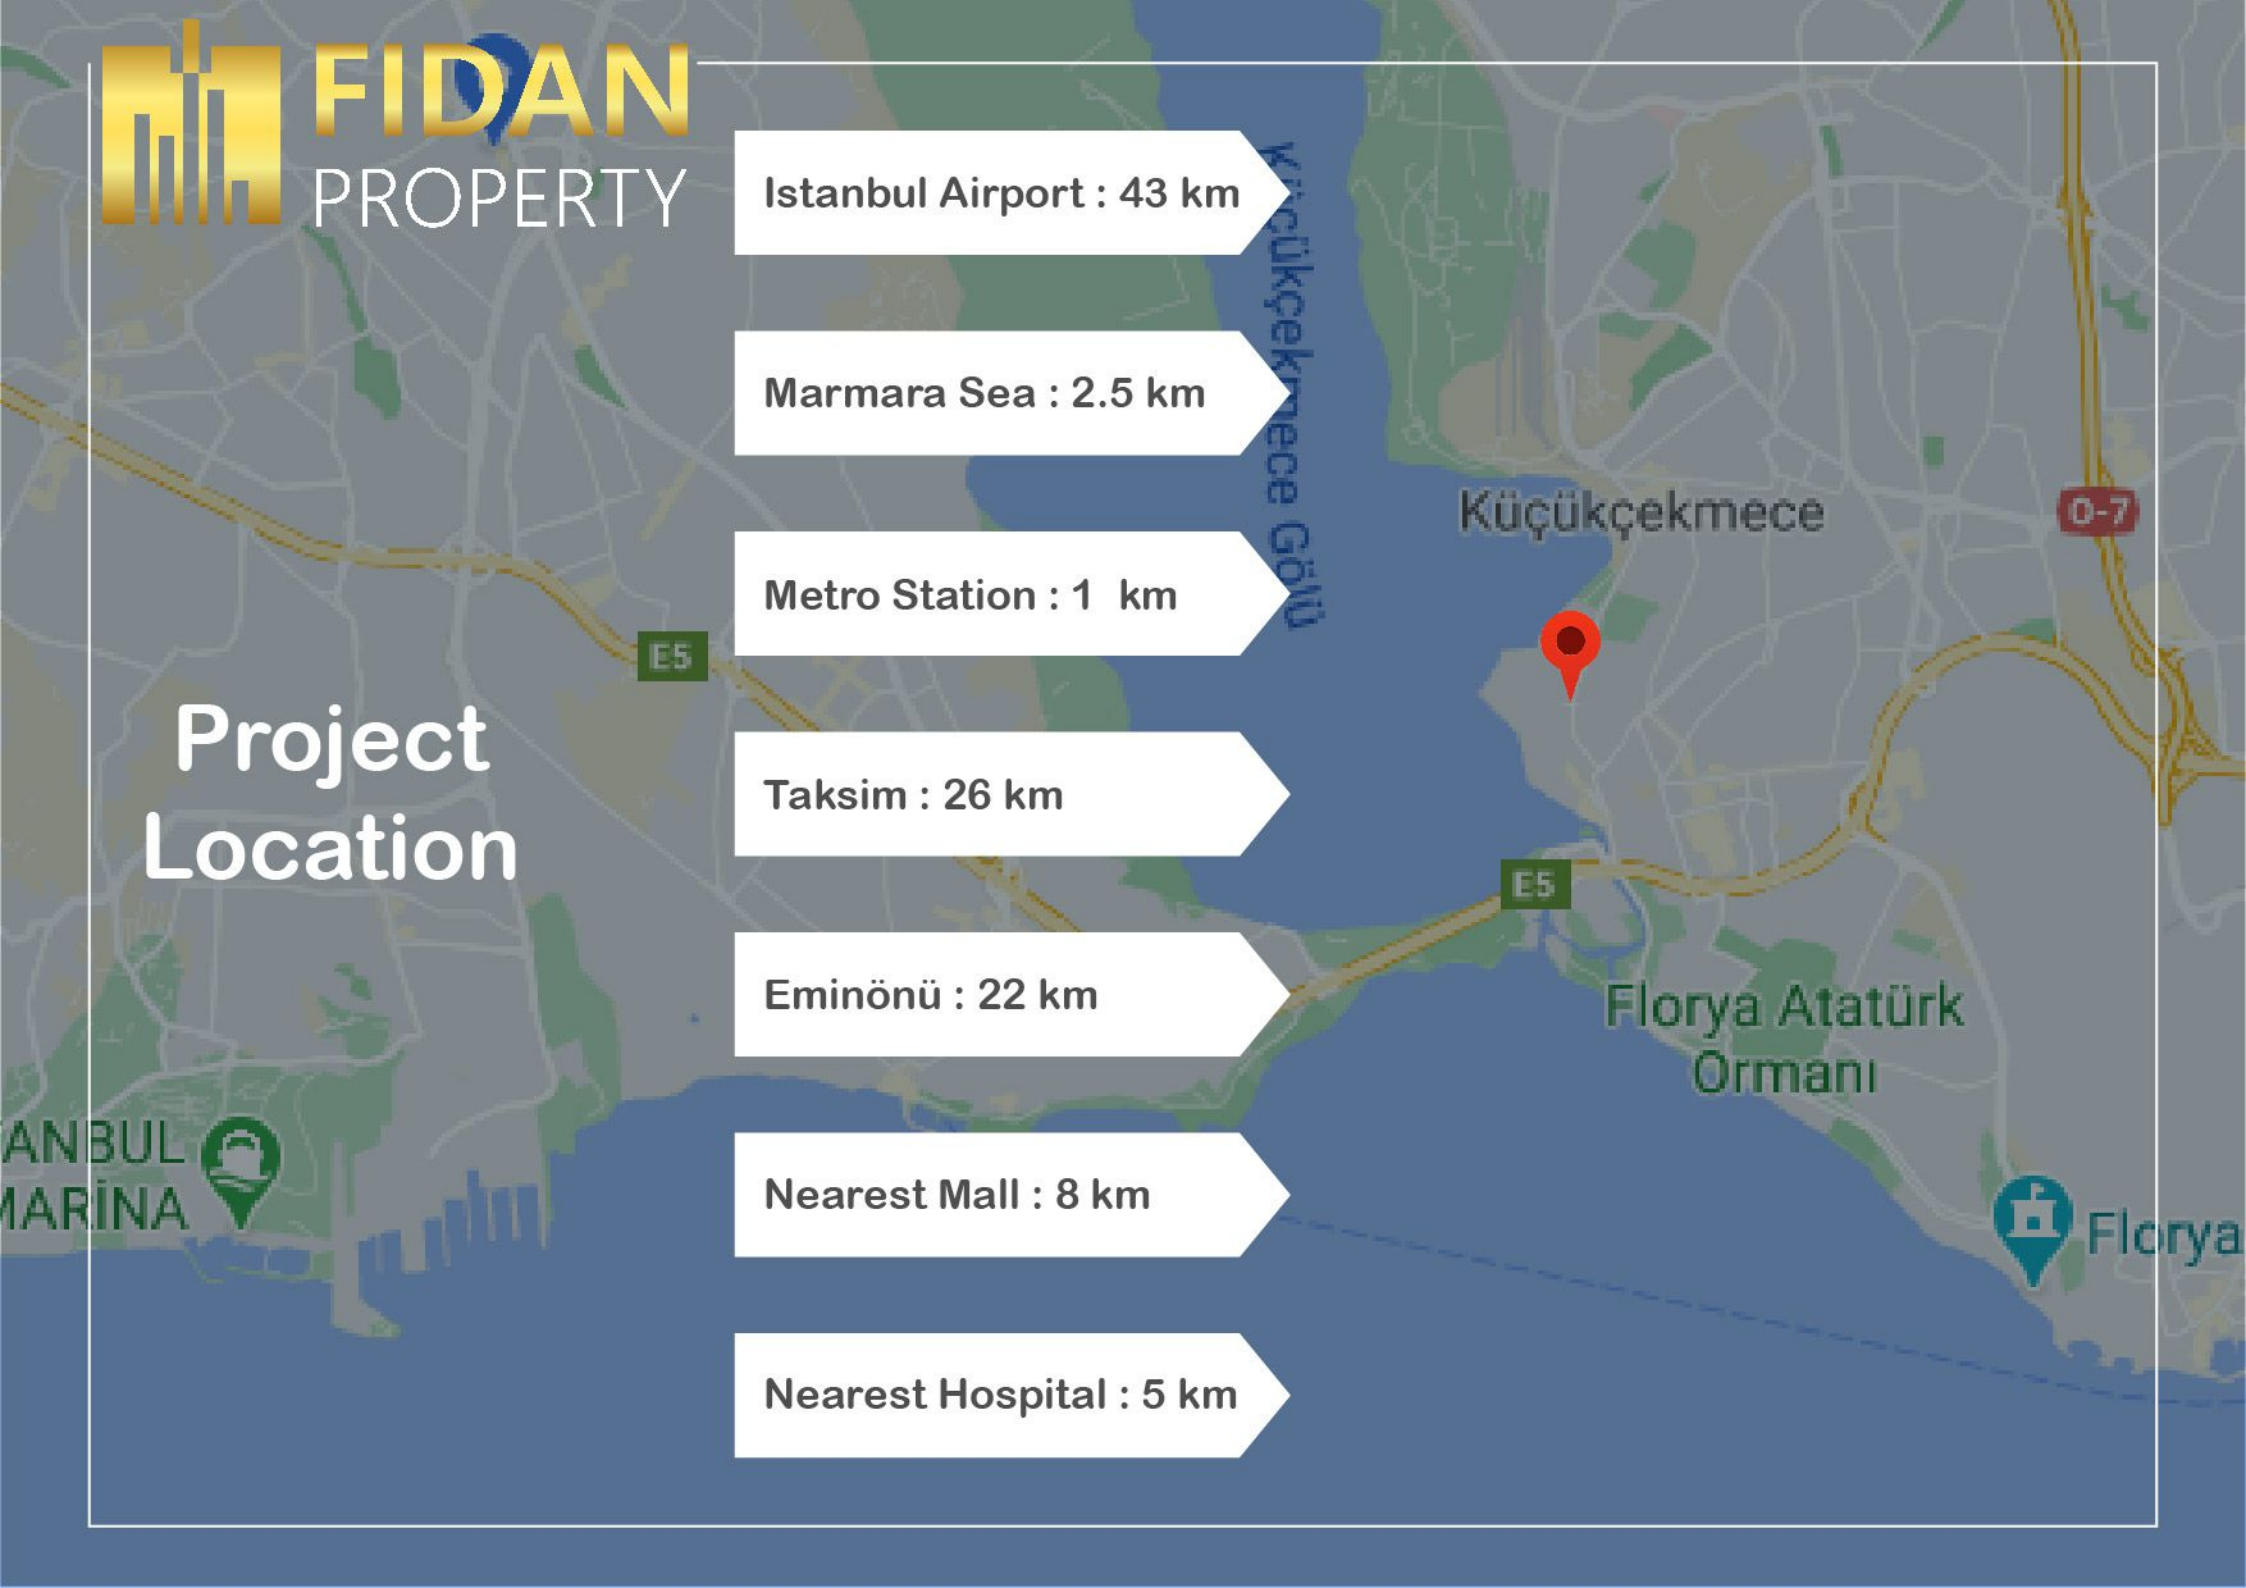 FIDAN
PROPERTY
Istanbul Airport : 43 km
Marmara Sea : 2.5 km
Metro Station : 1 km
Taksim : 26 km
Eminönü : 22 km
Nearest Mall : 8 km
Nearest Hospital : 5 km
Project
Location
Küçükçekmece Gölü
Küçükçekmece
O-7
E5
E5
Florya Atatürk
Ormanı
ANBUL
MARİNA
Florya